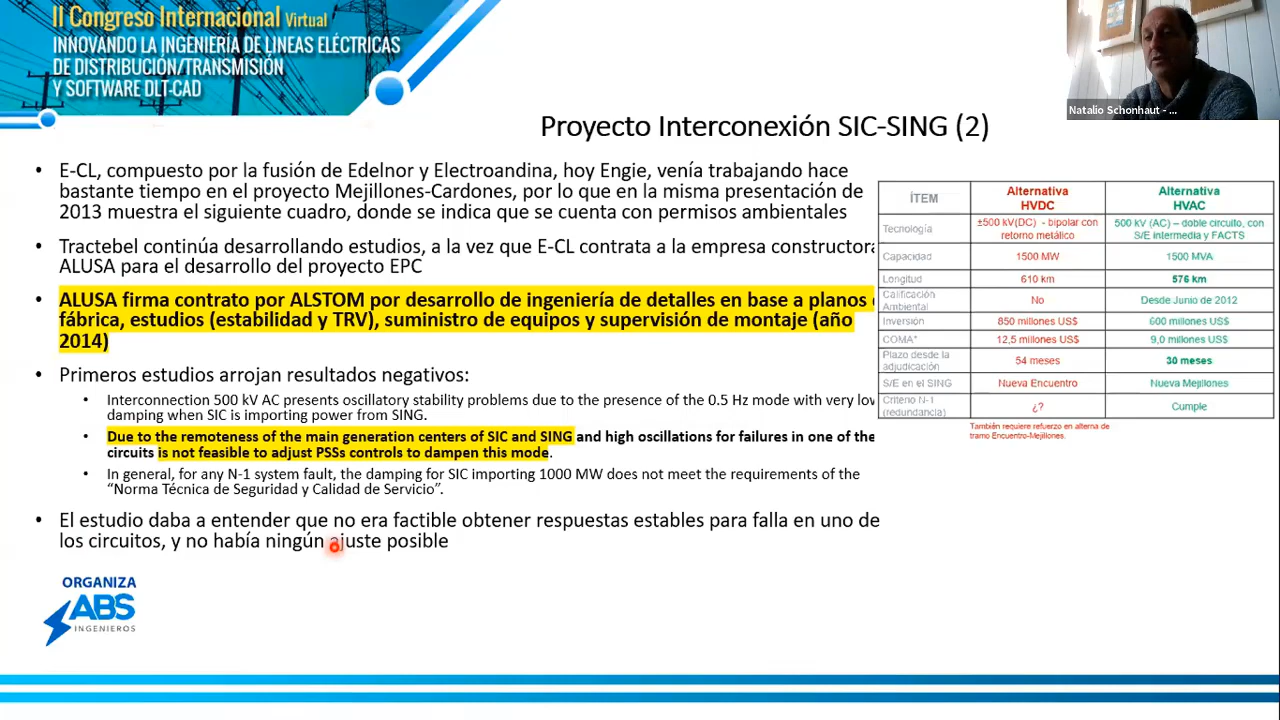 II Congreso Internacional Virtual
INNOVANDO LA INGENIERÍA DE LINEAS ELÉCTRICAS
DE DISTRIBUCIÓN/TRANSMISIÓN
Y SOFTWARE DLT-CAD
Natalio Schonhaut - ...
Proyecto Interconexión SIC-SING (2)
• E-CL, compuesto por la fusión de Edelnor y Electroandina, hoy Engie, venía trabajando hace
bastante tiempo en el proyecto Mejillones-Cardones, por lo que en la misma presentación de
2013 muestra el siguiente cuadro, donde se indica que se cuenta con permisos ambientales
• Tractebel continúa desarrollando estudios, a la vez que E-CL contrata a la empresa constructora
ALUSA para el desarrollo del proyecto EPC
• ALUSA firma contrato por ALSTOM por desarrollo de ingeniería de detalles en base a planos
fábrica, estudios (estabilidad y TRV), suministro de equipos y supervisión de montaje (año
2014)
• Primeros estudios arrojan resultados negativos:
• Interconnection 500 kV AC presents oscillatory stability problems due to the presence of the 0.5 Hz mode with very low
damping when SIC is importing power from SING.
• Due to the remoteness of the main generation centers of SIC and SING and high oscillations for failures in one of the
circuits is not feasible to adjust PSSs controls to dampen this mode.
• In general, for any N-1 system fault, the damping for SIC importing 1000 MW does not meet the requirements of the
“Norma Técnica de Seguridad y Calidad de Servicio”.
• El estudio daba a entender que no era factible obtener respuestas estables para falla en uno de
los circuitos, y no había ningún ajuste posible
ÍTEM Alternativa HVDC Alternativa HVAC
Tecnología ±500 kV(DC) - bipolar con retorno metálico 500 kV (AC) – doble circuito, con S/E intermedia y FACTS
Capacidad 1500 MW 1500 MVA
Longitud 610 km 576 km
Calificación Ambiental No Desde Junio de 2012
Inversión 850 millones US$ 600 millones US$
COMA* 12,5 millones US$ 9,0 millones US$
Plazo desde la adjudicación 54 meses 30 meses
S/E en el SING Nueva Encuentro Nueva Mejillones
Criterio N-1 (redundancia) ¿? Cumple
También requiere refuerzo en alterna de
tramo Encuentro-Mejillones.
ORGANIZA
ABS
INGENIEROS